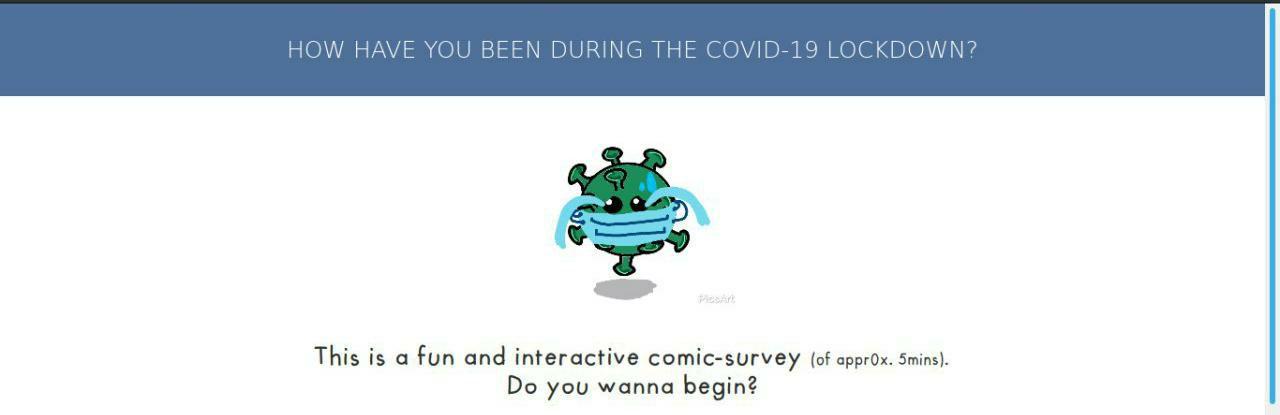 HOW HAVE YOU BEEN DURING THE COVID-19 LOCKDOWN?
PicsArt
This is a fun and interactive comic-survey (of appr0x. 5mins).
Do you wanna begin?